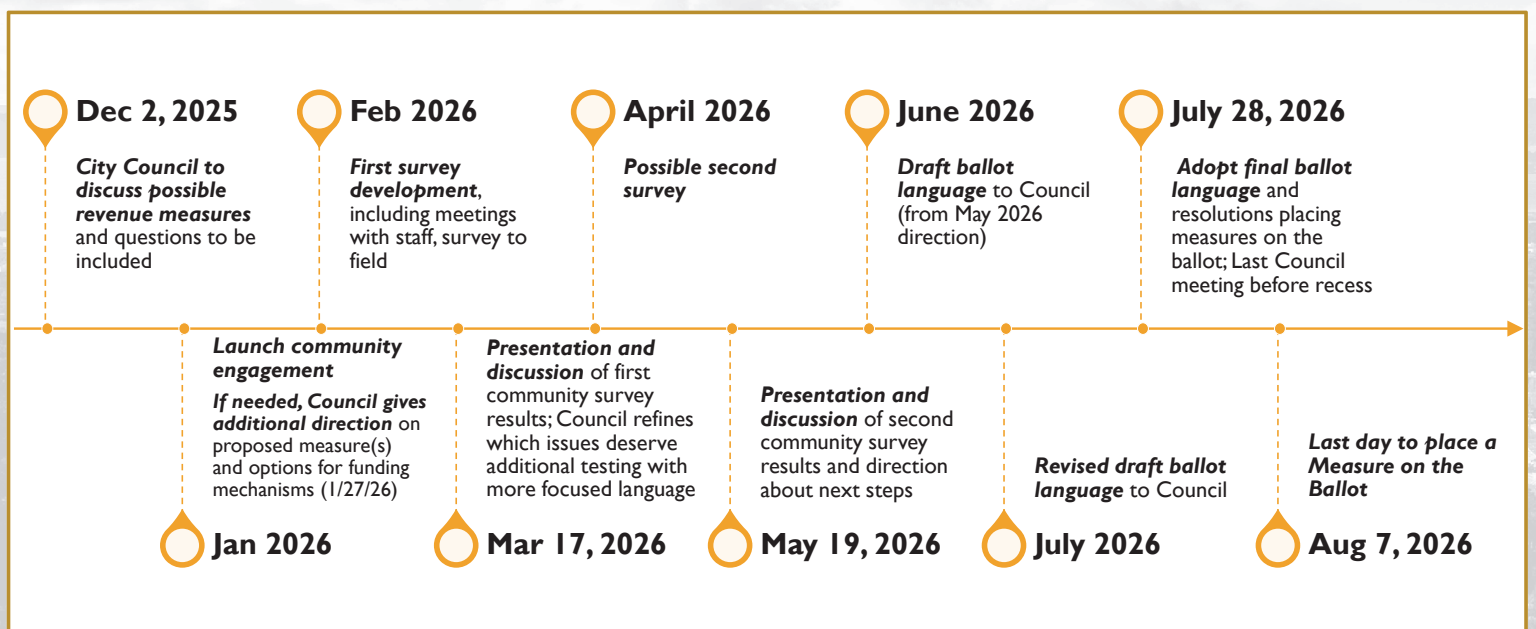 Dec 2, 2025
City Council to
discuss possible
revenue measures
and questions to be
included
Jan 2026
Launch community
engagement
If needed, Council gives
additional direction on
proposed measure(s)
and options for funding
mechanisms (1/27/26)
Feb 2026
First survey
development,
including meetings
with staff, survey to
field
Mar 17, 2026
Presentation and
discussion of first
community survey
results; Council refines
which issues deserve
additional testing with
more focused language
April 2026
Possible second
survey
May 19, 2026
Presentation and
discussion of second
community survey
results and direction
about next steps
June 2026
Draft ballot
language to Council
(from May 2026
direction)
July 2026
Revised draft ballot
language to Council
July 28, 2026
Adopt final ballot
language and
resolutions placing
measures on the
ballot; Last Council
meeting before recess
Aug 7, 2026
Last day to place a
Measure on the
Ballot